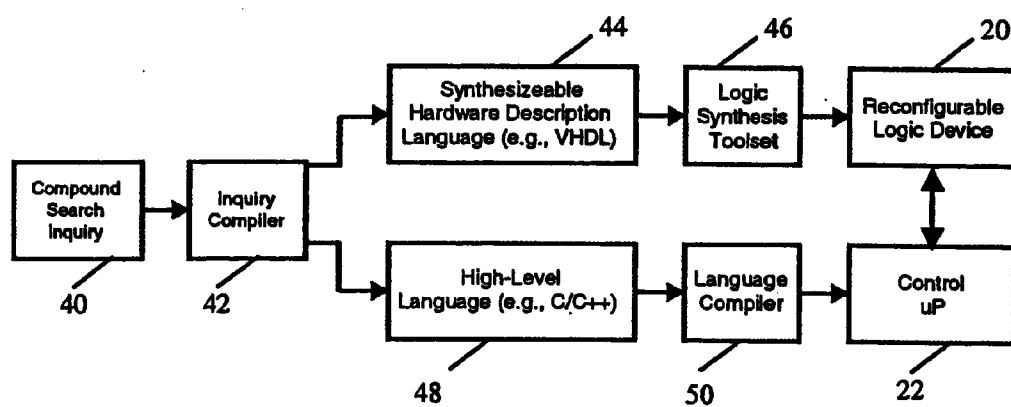 44
46
20
Synthesizeable
Hardware Description
Language (e.g., VHDL)
Logic
Synthesis
Toolset
Reconfigurable
Logic Device
Compound
Search
Inquiry
Inquiry
Compiler
40
42
High-Level
Language (e.g., C/C++)
Language
Compiler
Control
uP
48
50
22